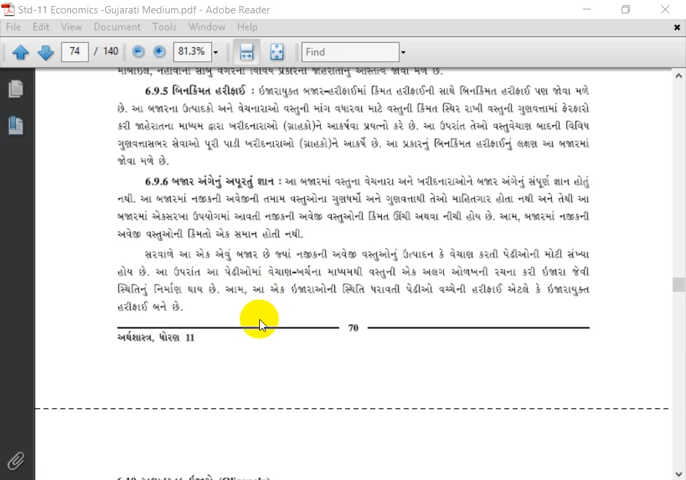 Std-11 Economics -Gujarati Medium.pdf - Adobe Reader
File Edit View Document Tools Window Help
74 / 140 81.3% Find
મોબાઇલ, નહાવાના સાબુ વગેરેની વિવિધ પ્રકારની જાહેરાતોનું અસ્તિત્વ જોવા મળે છે.
6.9.5 બિનકિંમત હરીફાઈ : ઇજારાયુક્ત બજાર-હરીફાઈમાં કિંમત હરીફાઈની સાથે બિનકિંમત હરીફાઈ પણ જોવા મળે
છે. આ બજારના ઉત્પાદકો અને વેચનારાઓ વસ્તુની માંગ વધારવા માટે વસ્તુની કિંમત સ્થિર રાખી વસ્તુની ગુણવત્તામાં ફેરફારો
કરી જાહેરાતના માધ્યમ દ્વારા ખરીદનારાઓ (ગ્રાહકો)ને આકર્ષવા પ્રયત્નો કરે છે. આ ઉપરાંત તેઓ વસ્તુવેચાણ બાદની વિવિધ
ગુણવત્તાસભર સેવાઓ પૂરી પાડી ખરીદનારાઓ (ગ્રાહકો)ને આકર્ષે છે. આ પ્રકારનું બિનકિંમત હરીફાઈનું લક્ષણ આ બજારમાં
જોવા મળે છે.
6.9.6 બજાર અંગેનું અપૂરતું જ્ઞાન : આ બજારમાં વસ્તુના વેચનારા અને ખરીદનારાઓને બજાર અંગેનું સંપૂર્ણ જ્ઞાન હોતું
નથી. આ બજારમાં નજીકની અવેજીની તમામ વસ્તુઓના ગુણધર્મો અને ગુણવત્તાથી તેઓ માહિતગાર હોતા નથી અને તેથી આ
બજારમાં એકસરખા ઉપયોગમાં આવતી નજીકની અવેજ વસ્તુઓની કિંમત ઊંચી અથવા નીચી હોય છે. આમ, બજારમાં નજીકની
અવેજી વસ્તુઓની કિંમતો એક સમાન હોતી નથી.
સરવાળે આ એક એવું બજાર છે જ્યાં નજીકની અવેજ વસ્તુઓનું ઉત્પાદન કે વેચાણ કરતી પેઢીઓની મોટી સંખ્યા
હોય છે. આ ઉપરાંત આ પેઢીઓમાં વેચાણ-ખર્ચના માધ્યમથી વસ્તુની એક અલગ ઓળખની રચના કરી ઇજારા જેવી
સ્થિતિનું નિર્માણ થાય છે. આમ, આ એક ઇજારાઓની સ્થિતિ ધરાવતી પેઢીઓ વચ્ચેની હરીફાઈ એટલે કે ઇજારાયુક્ત
હરીફાઈ બને છે.
70
અર્થશાસ્ત્ર, ધોરણ 11